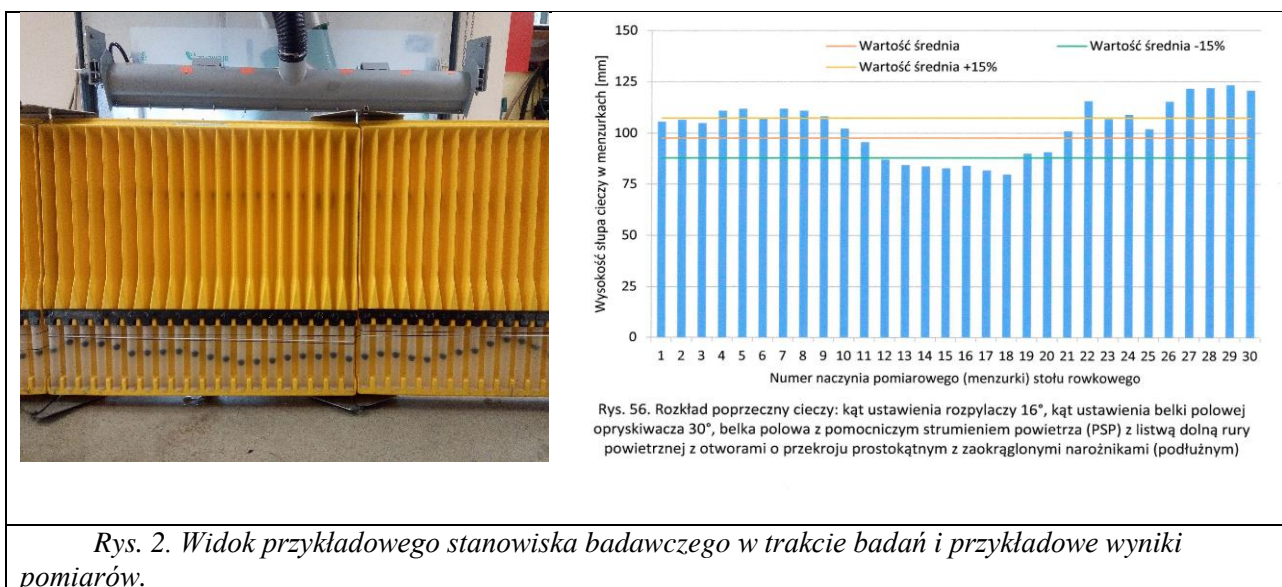 150
Wartość średnia
Wartość średnia -15%
Wartość średnia +15%
125
100
75
50
25
0
Wysokość słupa cieczy w menzurkach [mm]
1 2 3 4 5 6 7 8 9 10 11 12 13 14 15 16 17 18 19 20 21 22 23 24 25 26 27 28 29 30
Numer naczynia pomiarowego (menzurki) stołu rowkowego
Rys. 56. Rozkład poprzeczny cieczy: kąt ustawienia rozpylaczy 16°, kąt ustawienia belki polowej
opryskiwacza 30°, belka polowa z pomocniczym strumieniem powietrza (PSP) z listwą dolną rury
powietrznej z otworami o przekroju prostokątnym z zaokrąglonymi narożnikami (podłużnym)
Rys. 2. Widok przykładowego stanowiska badawczego w trakcie badań i przykładowe wyniki
pomiarów.